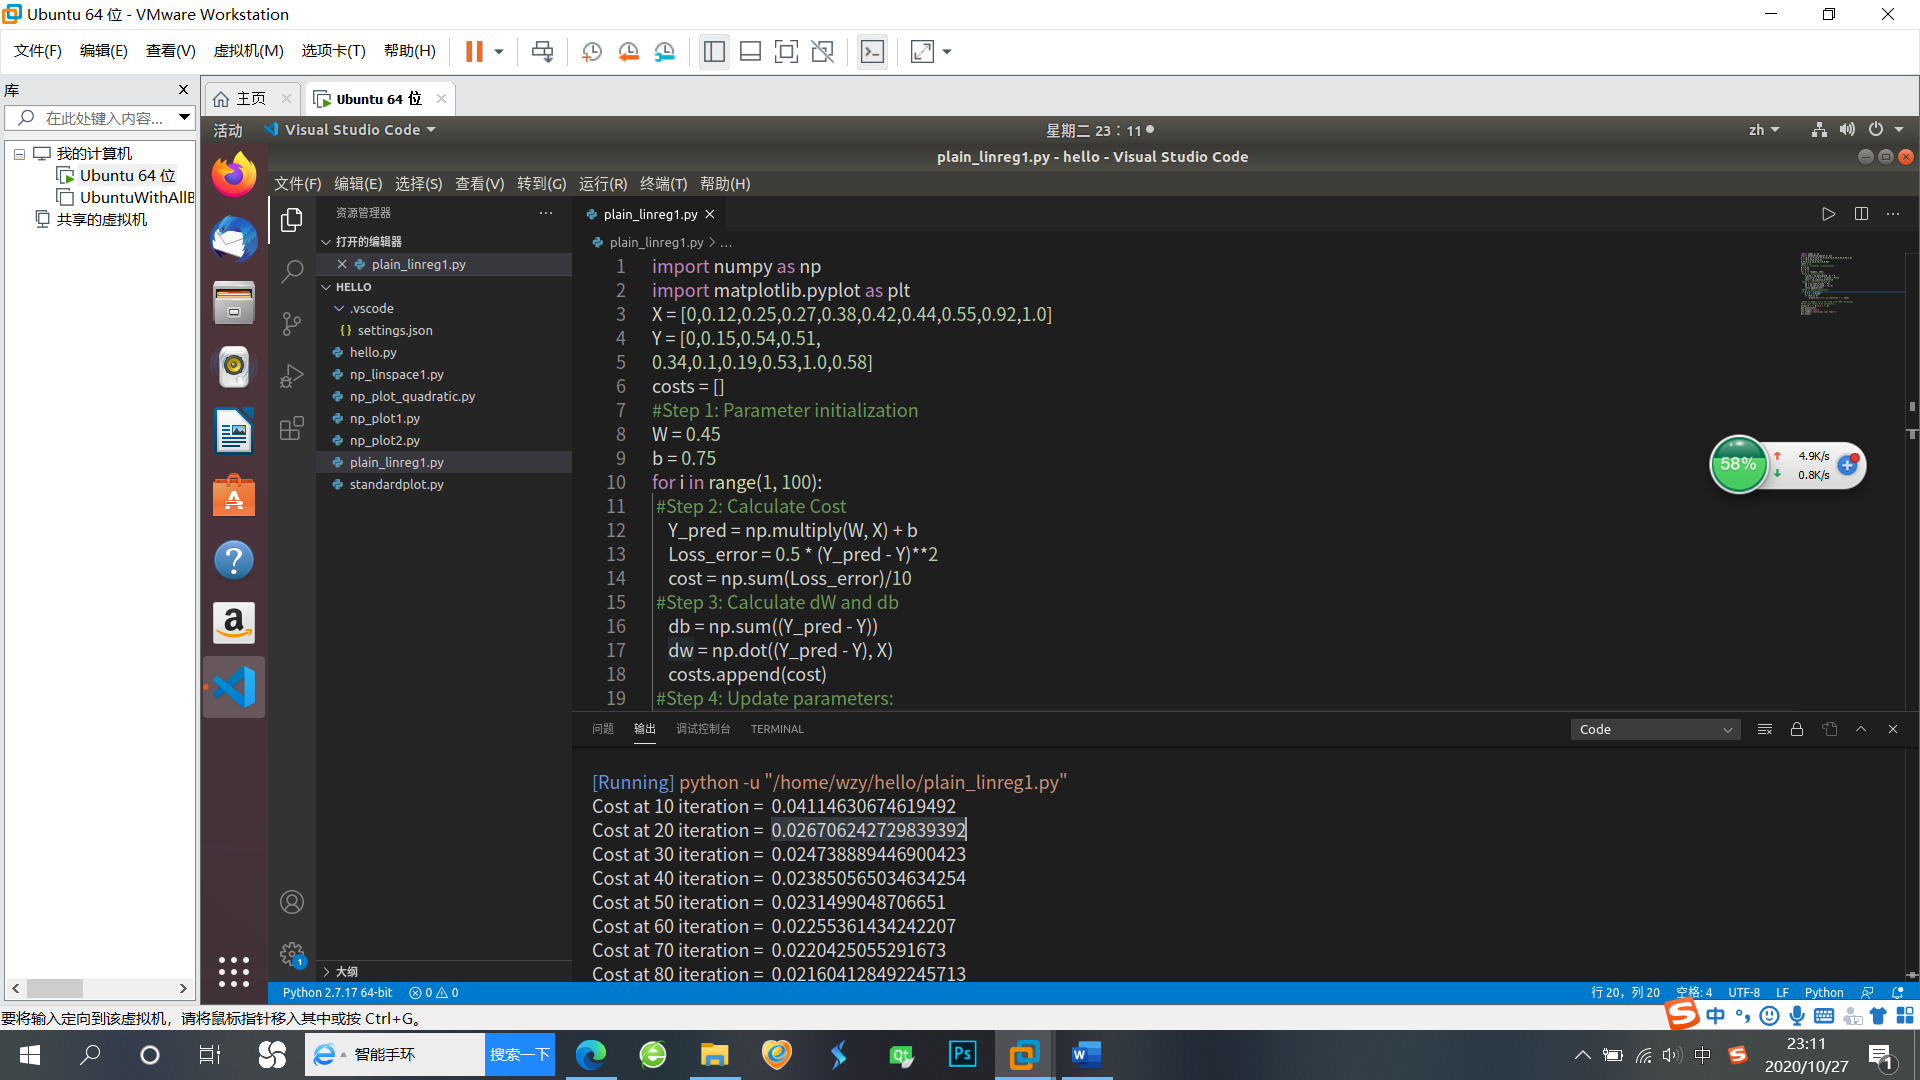 Ubuntu 64 位 - VMware Workstation
文件(F) 编辑(E) 查看(V) 虚拟机(M) 选项卡(T) 帮助(H)
库
在此处键入内容...
我的计算机
Ubuntu 64 位
UbuntuWithAllB
共享的虚拟机
主页
Ubuntu 64 位
活动 Visual Studio Code
星期二 23：11
zh
plain_linreg1.py - hello - Visual Studio Code
文件(F) 编辑(E) 选择(S) 查看(V) 转到(G) 运行(R) 终端(T) 帮助(H)
资源管理器
打开的编辑器
plain_linreg1.py
HELLO
.vscode
{} settings.json
hello.py
np_linspace1.py
np_plot_quadratic.py
np_plot1.py
np_plot2.py
plain_linreg1.py
standardplot.py
大纲
plain_linreg1.py
plain_linreg1.py > ...
1 import numpy as np
2 import matplotlib.pyplot as plt
3 X = [0,0.12,0.25,0.27,0.38,0.42,0.44,0.55,0.92,1.0]
4 Y = [0,0.15,0.54,0.51,
5 0.34,0.1,0.19,0.53,1.0,0.58]
6 costs = []
7 #Step 1: Parameter initialization
8 W = 0.45
9 b = 0.75
10 for i in range(1, 100):
11 #Step 2: Calculate Cost
12 Y_pred = np.multiply(W, X) + b
13 Loss_error = 0.5 * (Y_pred - Y)**2
14 cost = np.sum(Loss_error)/10
15 #Step 3: Calculate dW and db
16 db = np.sum((Y_pred - Y))
17 dw = np.dot((Y_pred - Y), X)
18 costs.append(cost)
19 #Step 4: Update parameters:
58%
4.9K/s
0.8K/s
问题 输出 调试控制台 TERMINAL
Code
[Running] python -u "/home/wzy/hello/plain_linreg1.py"
Cost at 10 iteration = 0.04114630674619492
Cost at 20 iteration = 0.026706242729839392
Cost at 30 iteration = 0.024738889446900423
Cost at 40 iteration = 0.023850565034634254
Cost at 50 iteration = 0.0231499048706651
Cost at 60 iteration = 0.02255361434242207
Cost at 70 iteration = 0.0220425055291673
Cost at 80 iteration = 0.021604128492245713
Python 2.7.17 64-bit 0 0
行 20，列 20 空格: 4 UTF-8 LF Python
要将输入定向到该虚拟机，请将鼠标指针移入其中或按 Ctrl+G。
中
智能手环
搜索一下
中
23:11
2020/10/27
1